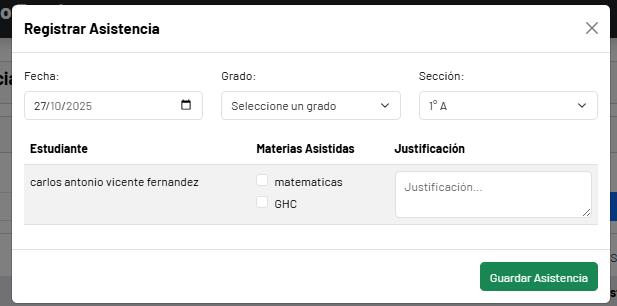 Registrar Asistencia
Fecha: Grado: Sección:
27/10/2025 Seleccione un grado 1° A
Estudiante Materias Asistidas Justificación
carlos antonio vicente fernandez matematicas Justificación...
GHC
Guardar Asistencia